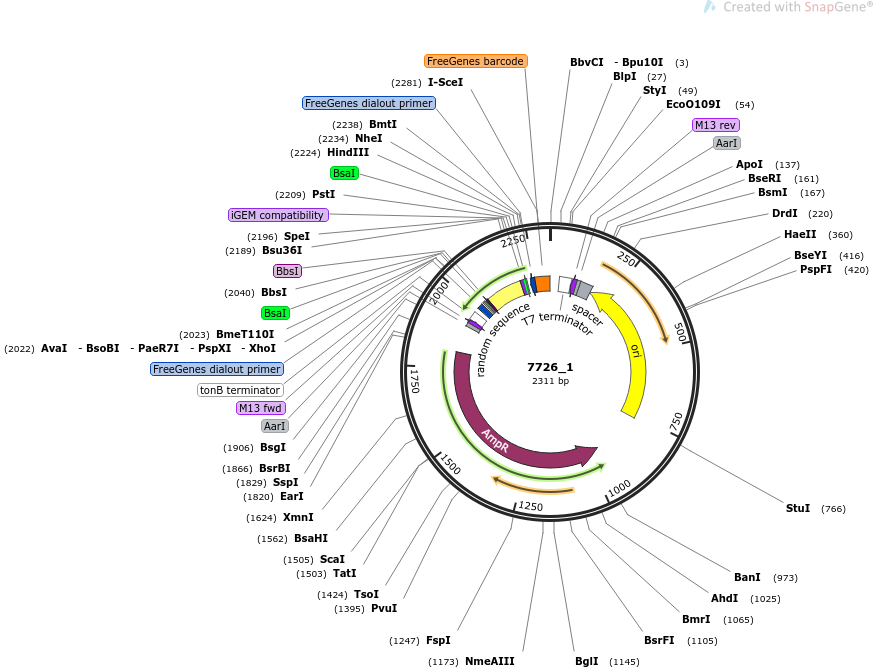 Created with SnapGene®
FreeGenes barcode
(2281) I-SceI
FreeGenes dialout primer
(2238) BmtI
(2234) NheI
(2224) HindIII
BsaI
(2209) PstI
iGEM compatibility
(2196) SpeI
(2189) Bsu36I
BbsI
(2040) BbsI
BsaI
(2023) BmeT110I
(2022) AvaI - BsoBI - PaeR7I - PspXI - XhoI
FreeGenes dialout primer
tonB terminator
M13 fwd
AarI
(1906) BsgI
(1866) BsrBI
(1829) SspI
(1820) EarI
(1624) XmnI
(1562) BsaHI
(1505) ScaI
(1503) TatI
(1424) TsoI
(1395) PvuI
(1247) FspI
(1173) NmeAIII
BbvCI - Bpu10I (3)
BlpI (27)
StyI (49)
EcoO109I (54)
M13 rev
AarI
ApoI (137)
BseRI (161)
BsmI (167)
DrdI (220)
HaeII (360)
BseYI (416)
PspFI (420)
StuI (766)
BanI (973)
AhdI (1025)
BmrI (1065)
BsrFI (1105)
BglI (1145)
250
500
750
1000
1250
1500
1750
2000
2250
random sequence
T7 terminator
spacer
ori
AmpR
7726_1
2311 bp